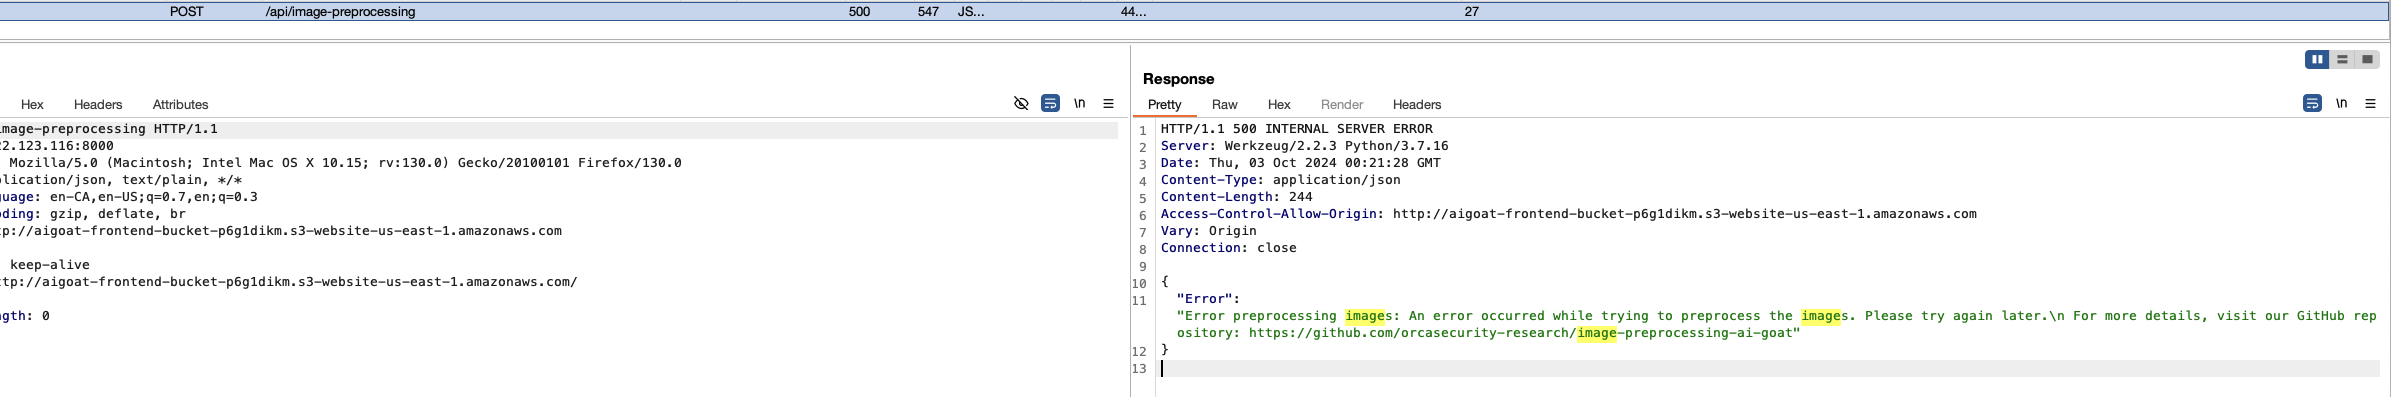 POST /api/image-preprocessing 500 547 JS... 44... 27
Hex Headers Attributes \n
mage-preprocessing HTTP/1.1
2.123.116:8000
Mozilla/5.0 (Macintosh; Intel Mac OS X 10.15; rv:130.0) Gecko/20100101 Firefox/130.0
plication/json, text/plain, */*
guage: en-CA,en-US;q=0.7,en;q=0.3
ding: gzip, deflate, br
tp://aigoat-frontend-bucket-p6g1dikm.s3-website-us-east-1.amazonaws.com
keep-alive
ttp://aigoat-frontend-bucket-p6g1dikm.s3-website-us-east-1.amazonaws.com/
ngth: 0
Response
Pretty Raw Hex Render Headers \n
1 HTTP/1.1 500 INTERNAL SERVER ERROR
2 Server: Werkzeug/2.2.3 Python/3.7.16
3 Date: Thu, 03 Oct 2024 00:21:28 GMT
4 Content-Type: application/json
5 Content-Length: 244
6 Access-Control-Allow-Origin: http://aigoat-frontend-bucket-p6g1dikm.s3-website-us-east-1.amazonaws.com
7 Vary: Origin
8 Connection: close
9
10 {
11 "Error":
"Error preprocessing images: An error occurred while trying to preprocess the images. Please try again later.\n For more details, visit our GitHub rep
ository: https://github.com/orcasecurity-research/image-preprocessing-ai-goat"
12 }
13